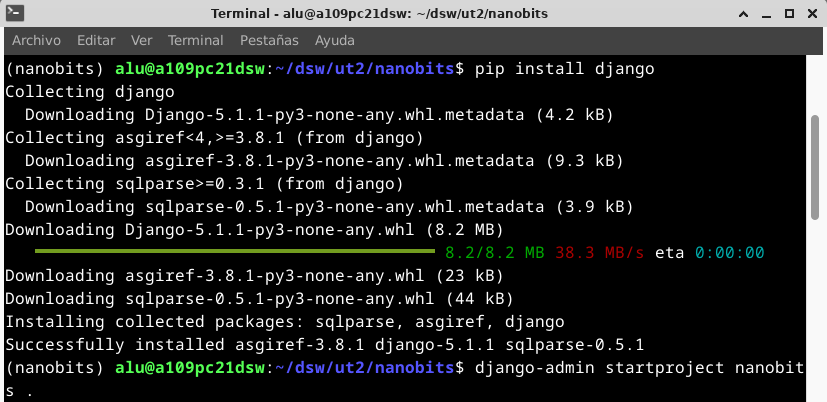 Terminal - alu@a109pc21dsw: ~/dsw/ut2/nanobits
Archivo Editar Ver Terminal Pestañas Ayuda
(nanobits) alu@a109pc21dsw:~/dsw/ut2/nanobits$ pip install django
Collecting django
  Downloading Django-5.1.1-py3-none-any.whl.metadata (4.2 kB)
Collecting asgiref<4,>=3.8.1 (from django)
  Downloading asgiref-3.8.1-py3-none-any.whl.metadata (9.3 kB)
Collecting sqlparse>=0.3.1 (from django)
  Downloading sqlparse-0.5.1-py3-none-any.whl.metadata (3.9 kB)
Downloading Django-5.1.1-py3-none-any.whl (8.2 MB)
8.2/8.2 MB 38.3 MB/s eta 0:00:00
Downloading asgiref-3.8.1-py3-none-any.whl (23 kB)
Downloading sqlparse-0.5.1-py3-none-any.whl (44 kB)
Installing collected packages: sqlparse, asgiref, django
Successfully installed asgiref-3.8.1 django-5.1.1 sqlparse-0.5.1
(nanobits) alu@a109pc21dsw:~/dsw/ut2/nanobits$ django-admin startproject nanobit
s .